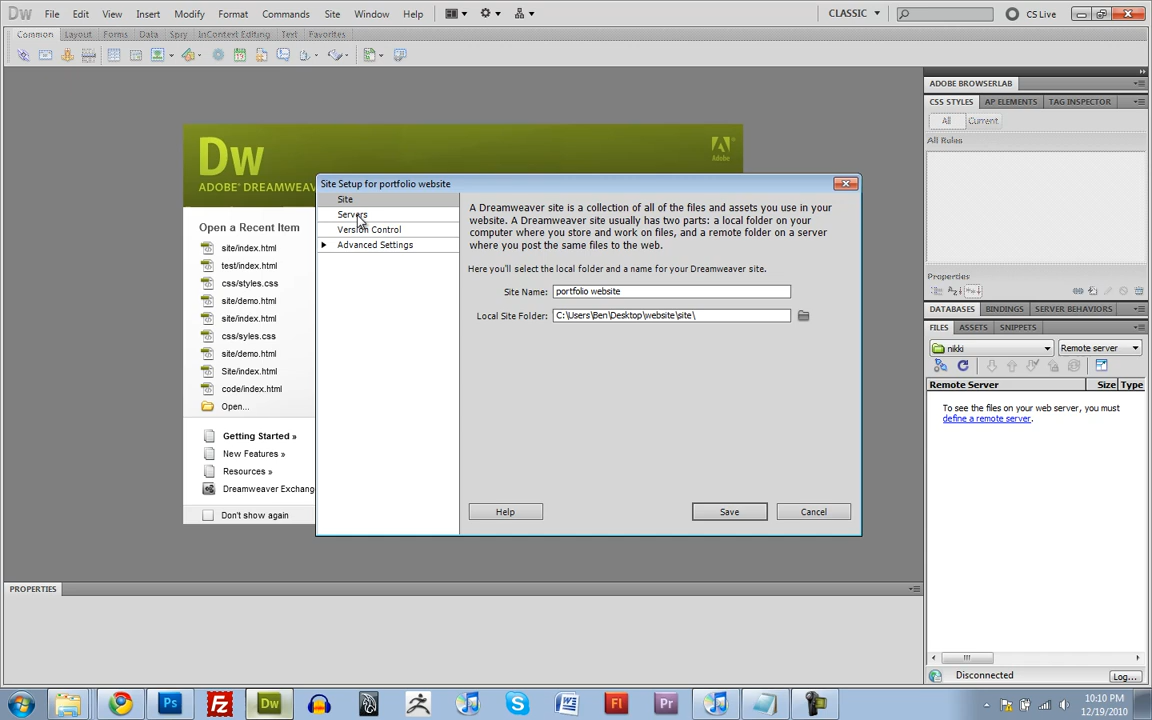 Dw File Edit View Insert Modify Format Commands Site Window Help CLASSIC CS Live
Common Layout Forms Data Spry InContext Editing Text Favorites
ADOBE BROWSERLAB
CSS STYLES AP ELEMENTS TAG INSPECTOR
All Current
All Rules
Properties
DATABASES BINDINGS SERVER BEHAVIORS
FILES ASSETS SNIPPETS
nikki Remote server
Remote Server Size Type
To see the files on your web server, you must
define a remote server.
Disconnected Log...
Dw
Adobe
ADOBE® DREAMWEAV
Open a Recent Item
site/index.html
test/index.html
css/styles.css
site/demo.html
site/index.html
css/syles.css
site/demo.html
Site/index.html
code/index.html
Open...
Getting Started »
New Features »
Resources »
Dreamweaver Exchang
Don't show again
Site Setup for portfolio website
Site
Servers
Version Control
Advanced Settings
A Dreamweaver site is a collection of all of the files and assets you use in your
website. A Dreamweaver site usually has two parts: a local folder on your
computer where you store and work on files, and a remote folder on a server
where you post the same files to the web.
Here you'll select the local folder and a name for your Dreamweaver site.
Site Name: portfolio website
Local Site Folder: C:\Users\Ben\Desktop\website\site\
Help Save Cancel
PROPERTIES
Ps Fz Dw S W Fl Pr
10:10 PM
12/19/2010